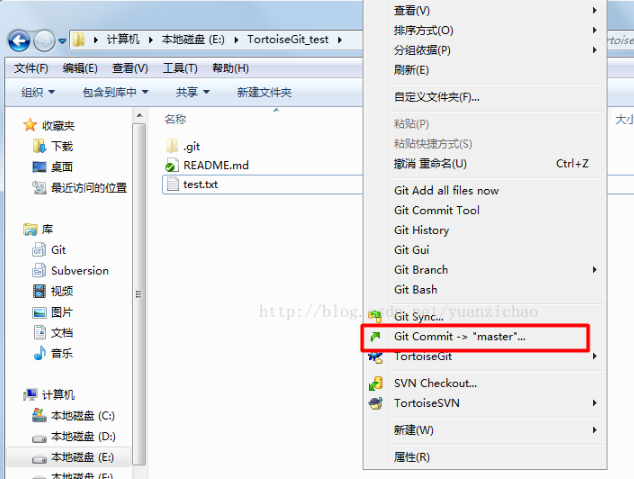 计算机 本地磁盘 (E:) TortoiseGit_test
文件(F) 编辑(E) 查看(V) 工具(T) 帮助(H)
组织 包含到库中 共享 新建文件夹
收藏夹
下载
桌面
最近访问的位置
库
Git
Subversion
视频
图片
文档
音乐
计算机
本地磁盘 (C:)
本地磁盘 (D:)
本地磁盘 (E:)
本地磁盘 (F:)
名称
.git
README.md
test.txt
查看(V)
排序方式(O)
分组依据(P)
刷新(E)
自定义文件夹(F)...
粘贴(P)
粘贴快捷方式(S)
撤消 重命名(U) Ctrl+Z
Git Add all files now
Git Commit Tool
Git History
Git Gui
Git Branch
Git Bash
Git Sync...
Git Commit -> "master"...
TortoiseGit
SVN Checkout...
TortoiseSVN
新建(W)
属性(R)
大小
http://blog.csdn.net/yuanzichao